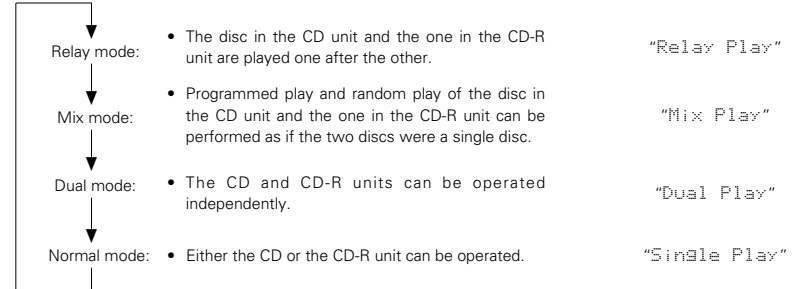 Relay mode:
• The disc in the CD unit and the one in the CD-R
unit are played one after the other.
"Relay Play"
Mix mode:
• Programmed play and random play of the disc in
the CD unit and the one in the CD-R unit can be
performed as if the two discs were a single disc.
"Mix Play"
Dual mode:
• The CD and CD-R units can be operated
independently.
"Dual Play"
Normal mode:
• Either the CD or the CD-R unit can be operated.
"Single Play"